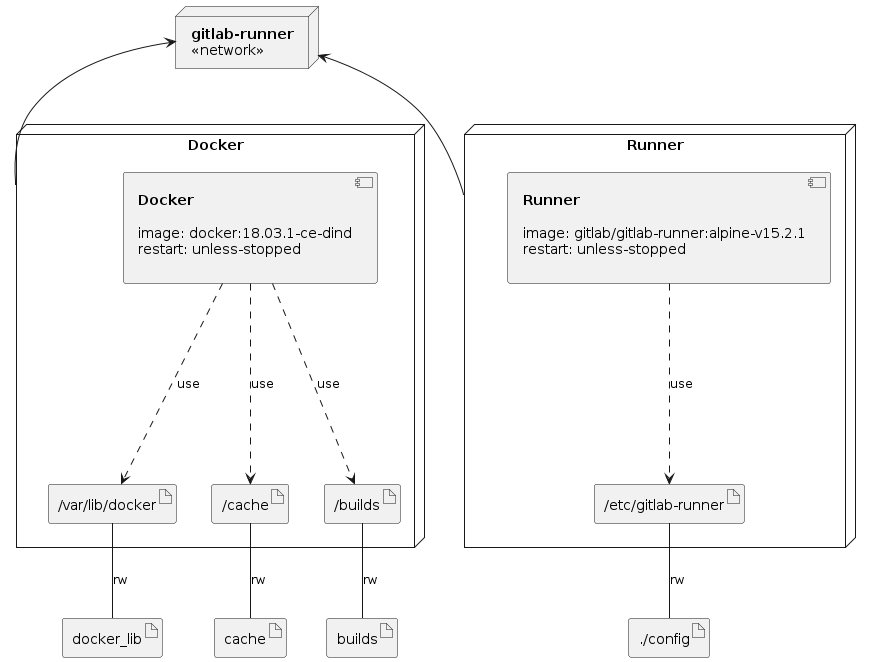 gitlab-runner
«network»
Docker
Runner
Docker
image: docker:18.03.1-ce-dind
restart: unless-stopped
Runner
image: gitlab/gitlab-runner:alpine-v15.2.1
restart: unless-stopped
use
use
use
use
/var/lib/docker
/cache
/builds
/etc/gitlab-runner
rw
rw
rw
rw
docker_lib
cache
builds
./config